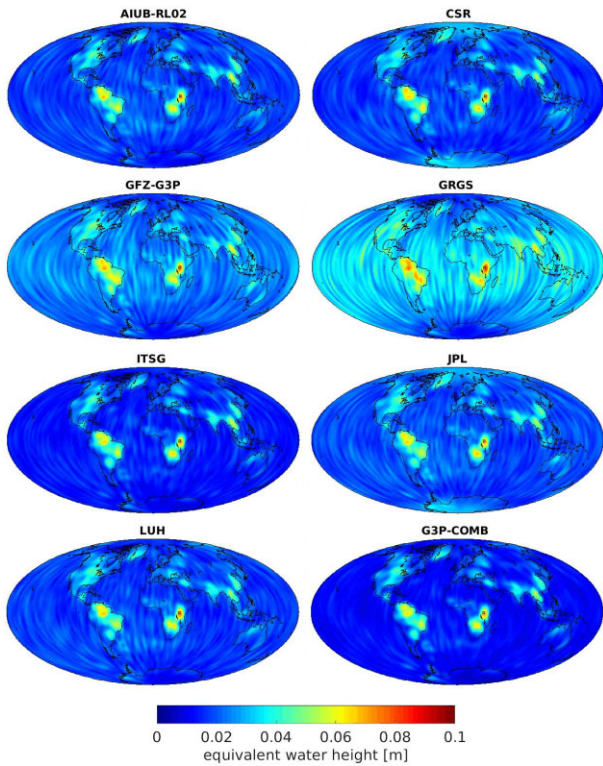 AIUB-RL02 CSR
GFZ-G3P GRGS
ITSG JPL
LUH G3P-COMB
0 0.02 0.04 0.06 0.08 0.1
equivalent water height [m]